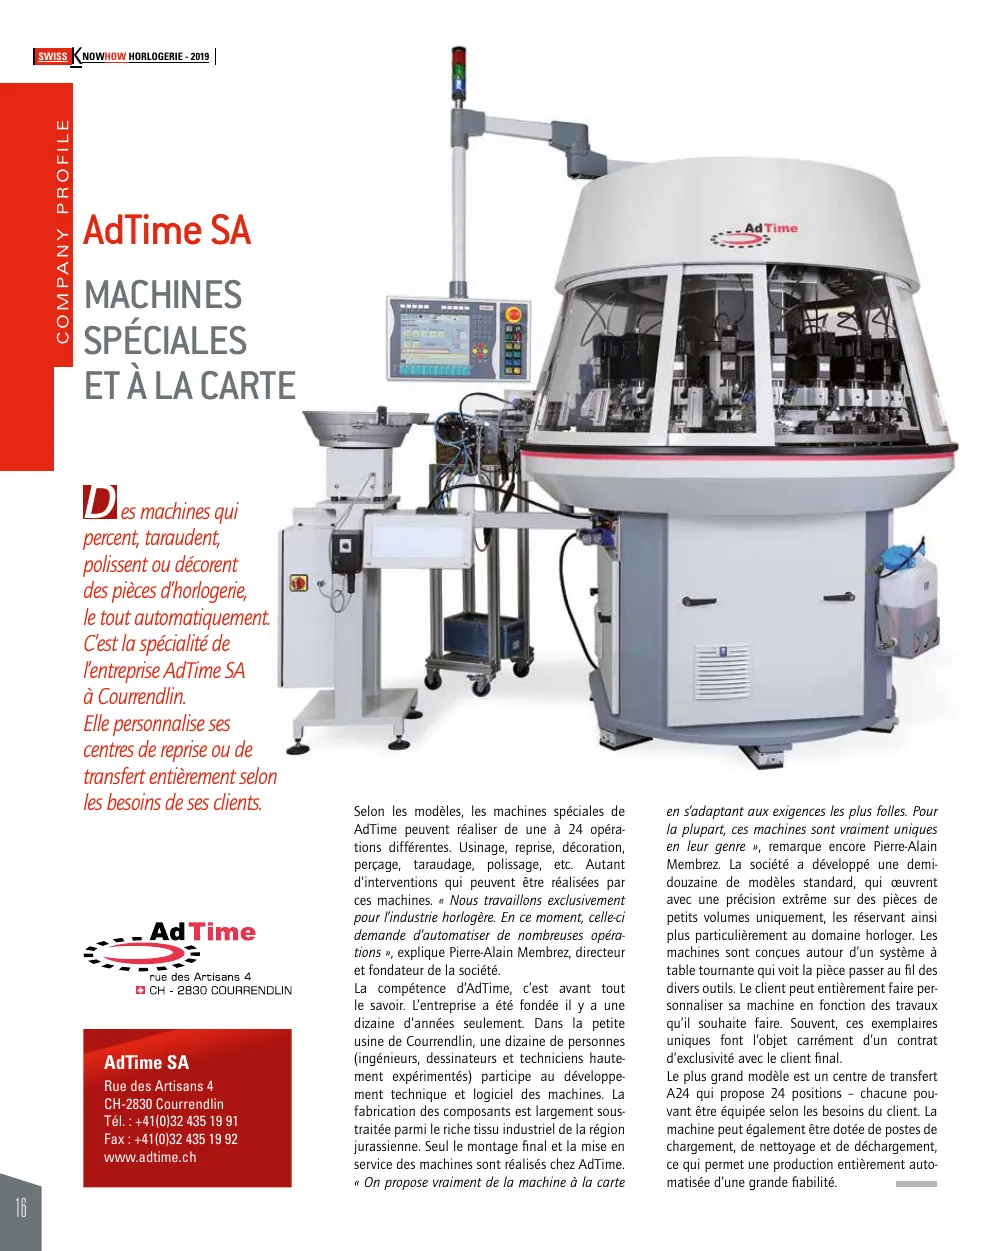 SWISS KNOWHOW HORLOGERIE - 2019
COMPANY PROFILE
AdTime SA
MACHINES
SPÉCIALES
ET À LA CARTE
AdTime
Des machines qui
percent, taraudent,
polissent ou décorent
des pièces d’horlogerie,
le tout automatiquement.
C’est la spécialité de
l’entreprise AdTime SA
à Courrendlin.
Elle personnalise ses
centres de reprise ou de
transfert entièrement selon
les besoins de ses clients.
AdTime
rue des Artisans 4
CH - 2830 COURRENDLIN
AdTime SA
Rue des Artisans 4
CH-2830 Courrendlin
Tél. : +41(0)32 435 19 91
Fax : +41(0)32 435 19 92
www.adtime.ch
Selon les modèles, les machines spéciales de
AdTime peuvent réaliser de une à 24 opéra-
tions différentes. Usinage, reprise, décoration,
perçage, taraudage, polissage, etc. Autant
d’interventions qui peuvent être réalisées par
ces machines. « Nous travaillons exclusivement
pour l’industrie horlogère. En ce moment, celle-ci
demande d’automatiser de nombreuses opéra-
tions », explique Pierre-Alain Membrez, directeur
et fondateur de la société.
La compétence d’AdTime, c’est avant tout
le savoir. L’entreprise a été fondée il y a une
dizaine d’années seulement. Dans la petite
usine de Courrendlin, une dizaine de personnes
(ingénieurs, dessinateurs et techniciens haute-
ment expérimentés) participe au développe-
ment technique et logiciel des machines. La
fabrication des composants est largement sous-
traitée parmi le riche tissu industriel de la région
jurassienne. Seul le montage final et la mise en
service des machines sont réalisés chez AdTime.
« On propose vraiment de la machine à la carte
en s’adaptant aux exigences les plus folles. Pour
la plupart, ces machines sont vraiment uniques
en leur genre », remarque encore Pierre-Alain
Membrez. La société a développé une demi-
douzaine de modèles standard, qui œuvrent
avec une précision extrême sur des pièces de
petits volumes uniquement, les réservant ainsi
plus particulièrement au domaine horloger. Les
machines sont conçues autour d’un système à
table tournante qui voit la pièce passer au fil des
divers outils. Le client peut entièrement faire per-
sonnaliser sa machine en fonction des travaux
qu’il souhaite faire. Souvent, ces exemplaires
uniques font l’objet carrément d’un contrat
d’exclusivité avec le client final.
Le plus grand modèle est un centre de transfert
A24 qui propose 24 positions – chacune pou-
vant être équipée selon les besoins du client. La
machine peut également être dotée de postes de
chargement, de nettoyage et de déchargement,
ce qui permet une production entièrement auto-
matisée d’une grande fiabilité.
16